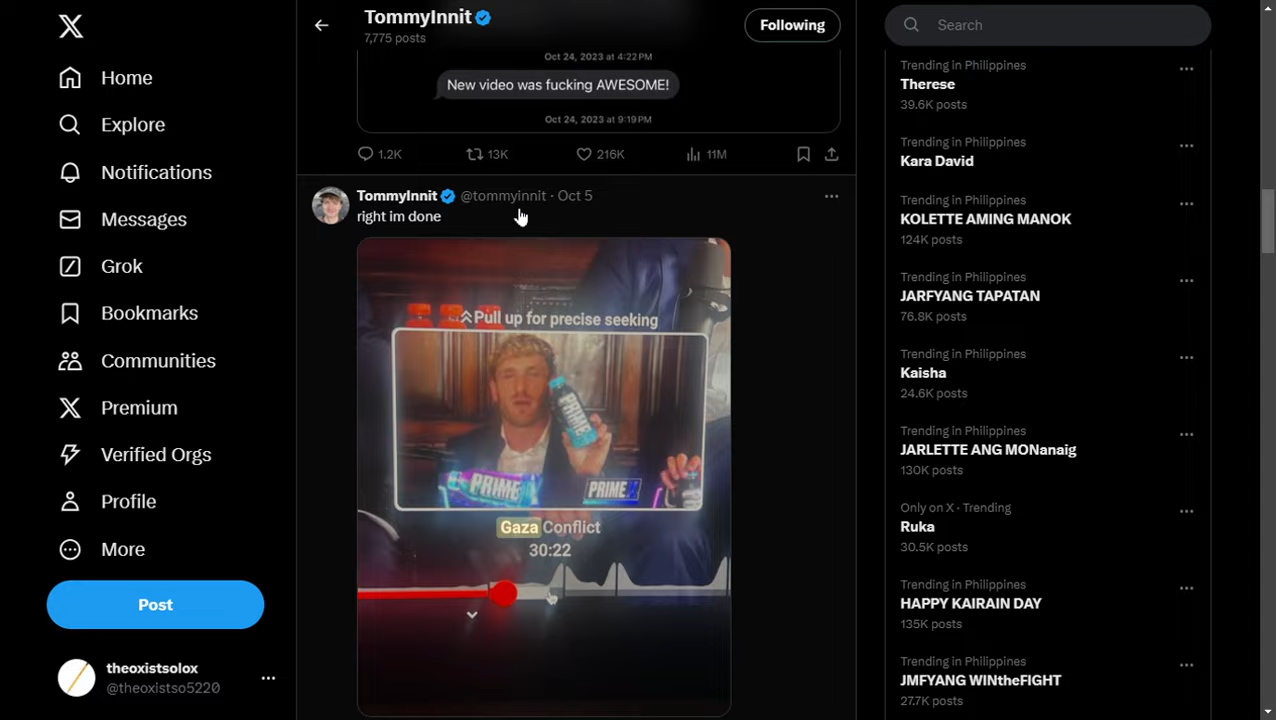 TommyInnit
7,775 posts
Following
Search
Home
Explore
Notifications
Messages
Grok
Bookmarks
Communities
Premium
Verified Orgs
Profile
More
Post
theoxistsolox
@theoxistso5220
Oct 24, 2023 at 4:22PM
New video was fucking AWESOME!
Oct 24, 2023 at 9:19PM
1.2K 13K 216K 11M
TommyInnit @tommyinnit · Oct 5
right im done
Pull up for precise seeking
PRIME
PRIME
PRIME X
Gaza Conflict
30:22
Trending in Philippines
Therese
39.6K posts
Trending in Philippines
Kara David
Trending in Philippines
KOLETTE AMING MANOK
124K posts
Trending in Philippines
JARFYANG TAPATAN
76.8K posts
Trending in Philippines
Kaisha
24.6K posts
Trending in Philippines
JARLETTE ANG MONanaig
130K posts
Only on X · Trending
Ruka
30.5K posts
Trending in Philippines
HAPPY KAIRAIN DAY
135K posts
Trending in Philippines
JMFYANG WINtheFIGHT
27.7K posts